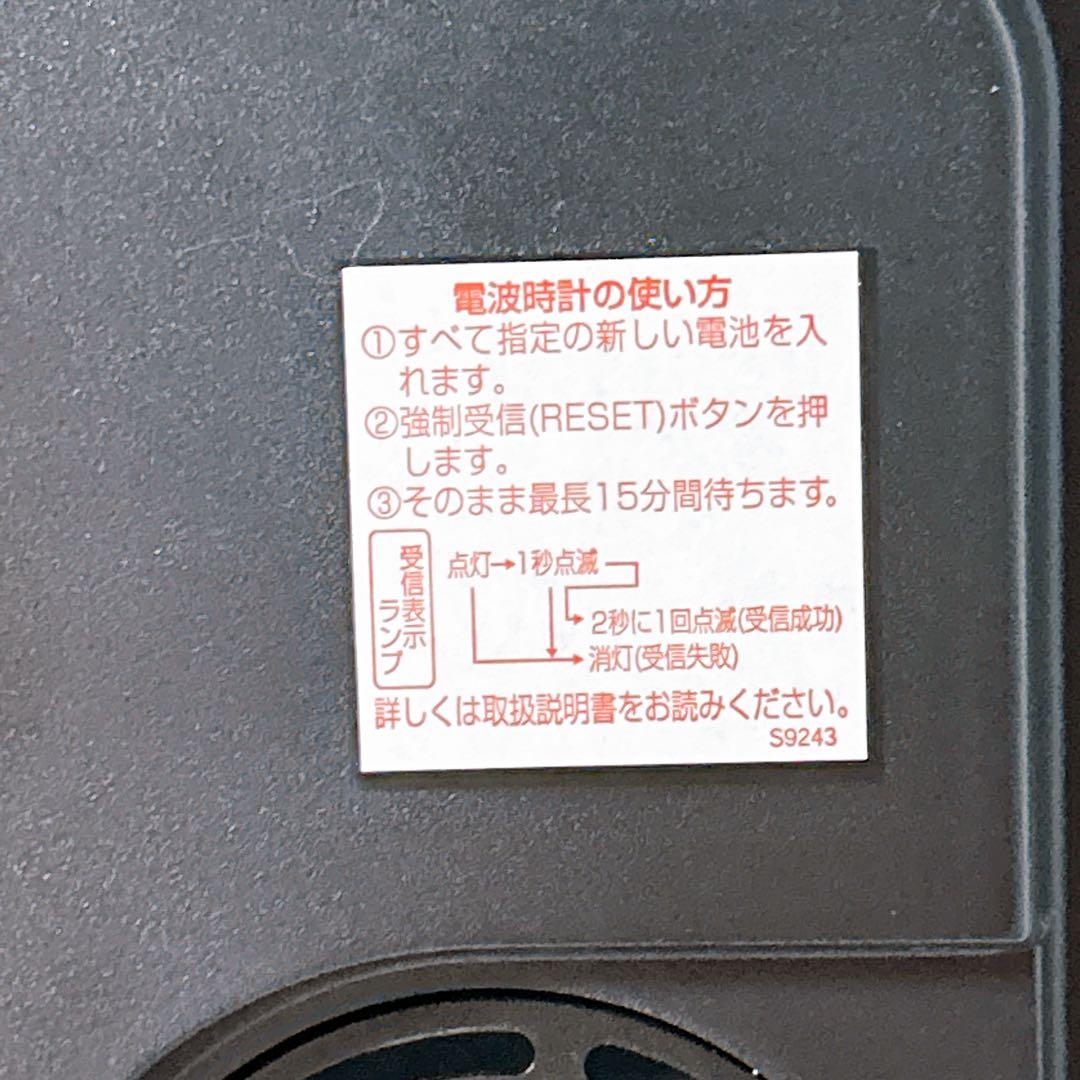 電波時計の使い方
①すべて指定の新しい電池を入
れます。
②強制受信(RESET)ボタンを押
します。
③そのまま最長15分間待ちます。
受信表示
ランプ
点灯→1秒点滅
2秒に1回点滅(受信成功)
消灯(受信失敗)
詳しくは取扱説明書をお読みください。
S9243